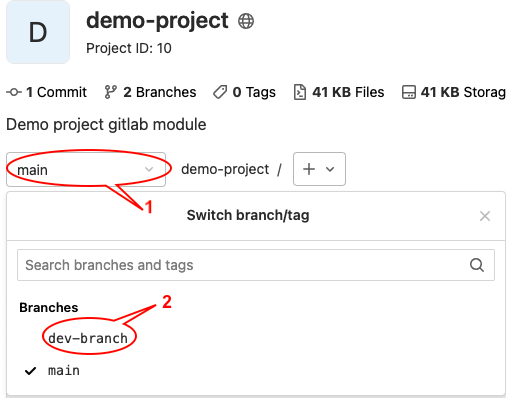 D
demo-project
Project ID: 10
1 Commit 2 Branches 0 Tags 41 KB Files 41 KB Storag
Demo project gitlab module
main demo-project / +
1
Switch branch/tag
Search branches and tags
Branches
2
dev-branch
main